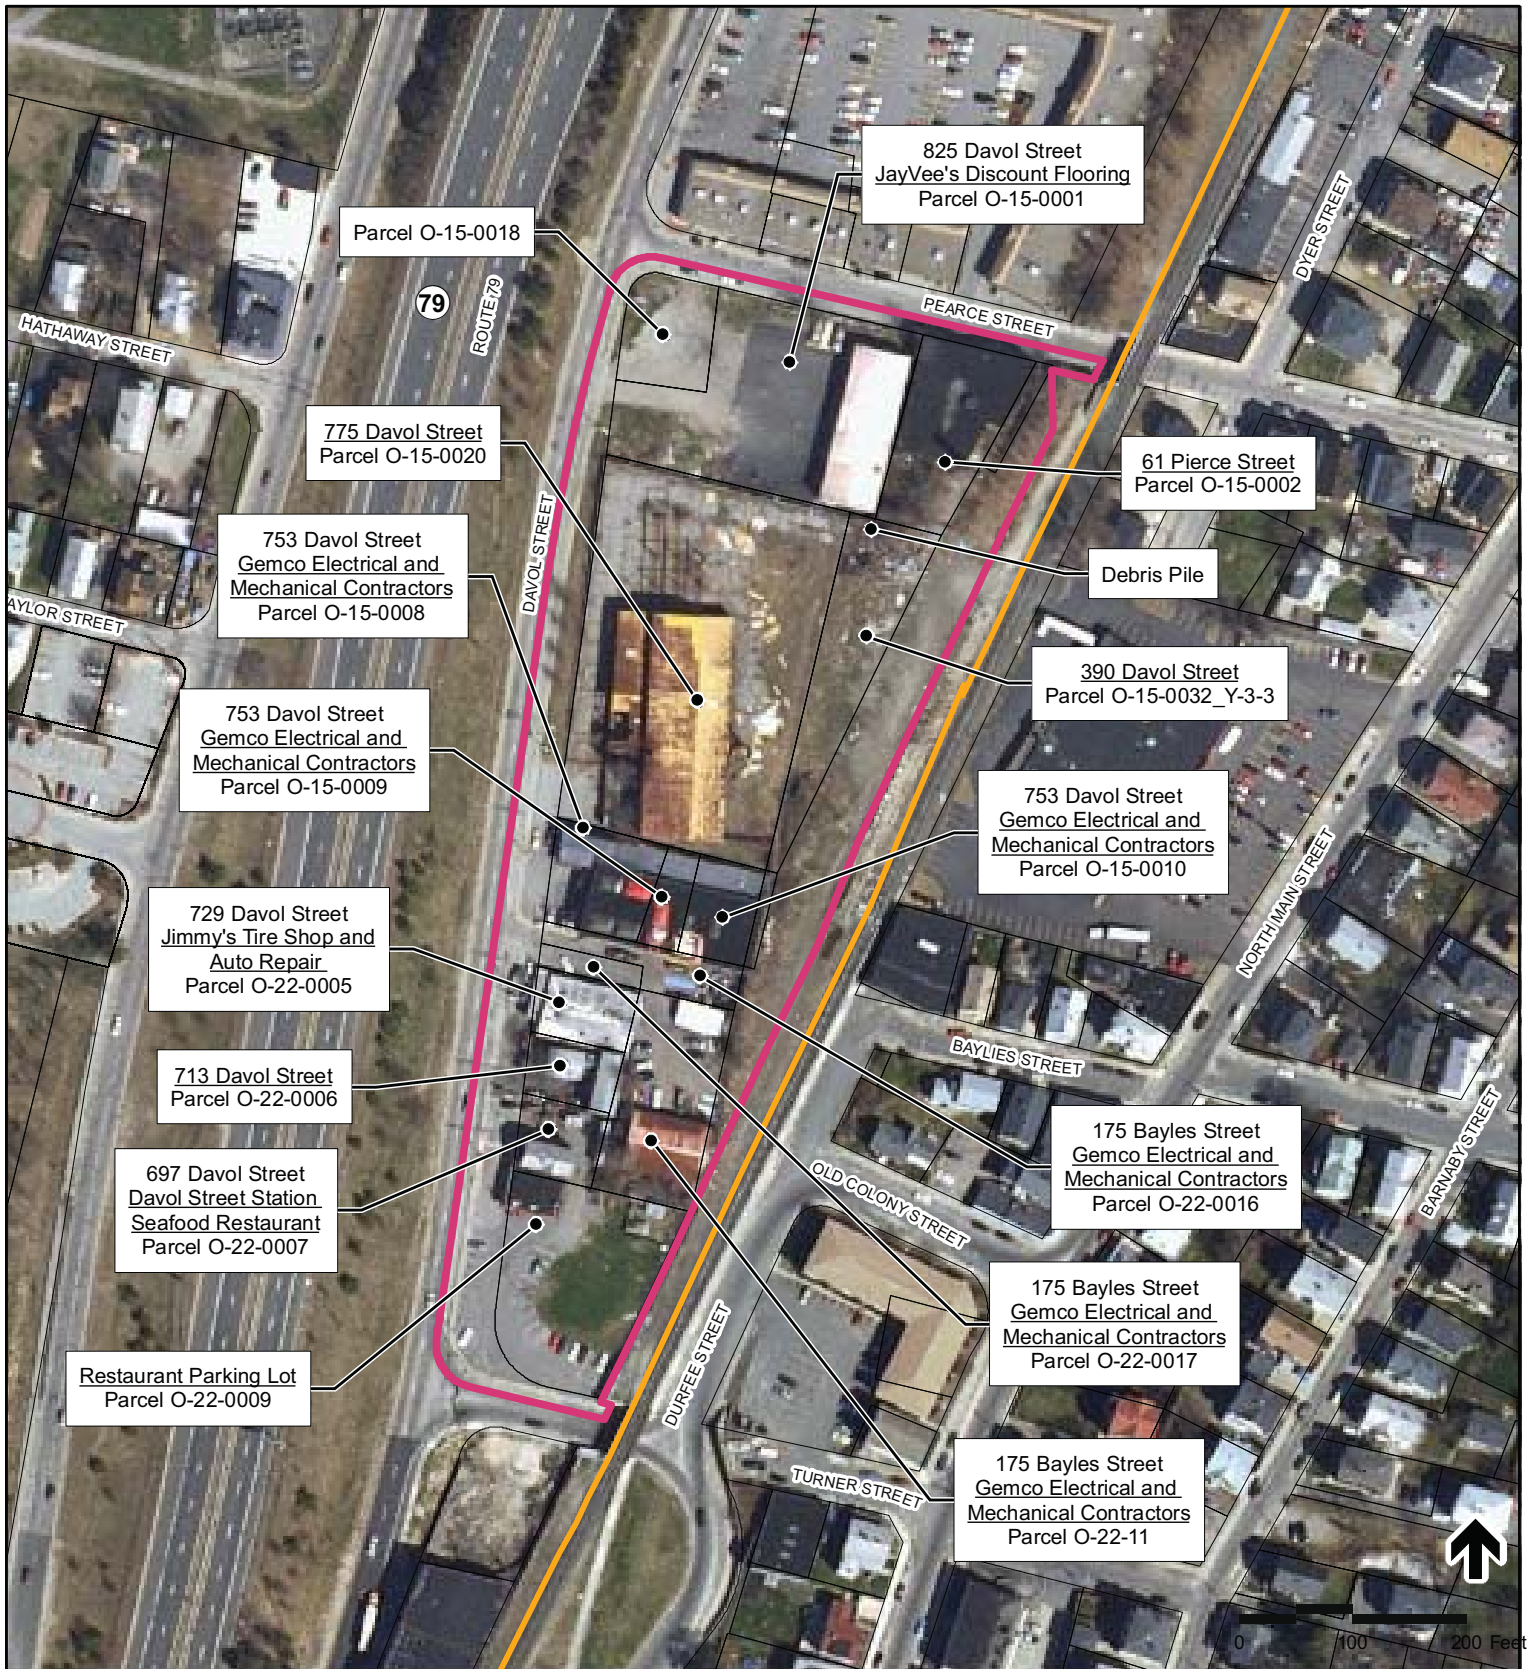 825 Davol Street
JayVee's Discount Flooring
Parcel O-15-0001
Parcel O-15-0018
DYER STREET
79
ROUTE 79
PEARCE STREET
HATHAWAY STREET
775 Davol Street
Parcel O-15-0020
61 Pierce Street
Parcel O-15-0002
DAVOL STREET
753 Davol Street
Gemco Electrical and
Mechanical Contractors
Parcel O-15-0008
Debris Pile
AYLOR STREET
390 Davol Street
Parcel O-15-0032_Y-3-3
753 Davol Street
Gemco Electrical and
Mechanical Contractors
Parcel O-15-0009
753 Davol Street
Gemco Electrical and
Mechanical Contractors
Parcel O-15-0010
NORTH MAIN STREET
729 Davol Street
Jimmy's Tire Shop and
Auto Repair
Parcel O-22-0005
BAYLIES STREET
713 Davol Street
Parcel O-22-0006
175 Bayles Street
Gemco Electrical and
Mechanical Contractors
Parcel O-22-0016
BARNABY STREET
697 Davol Street
Davol Street Station
Seafood Restaurant
Parcel O-22-0007
OLD COLONY STREET
175 Bayles Street
Gemco Electrical and
Mechanical Contractors
Parcel O-22-0017
Restaurant Parking Lot
Parcel O-22-0009
DURFEE STREET
175 Bayles Street
Gemco Electrical and
Mechanical Contractors
Parcel O-22-11
TURNER STREET
0 100 200 Feet